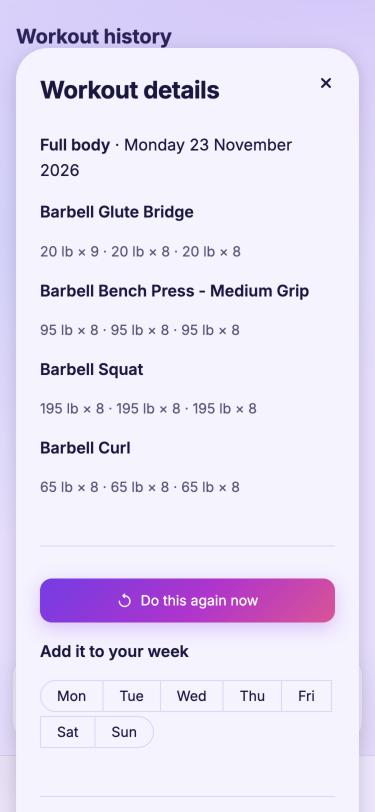 Workout history
Workout details
×
Full body · Monday 23 November
2026
Barbell Glute Bridge
20 lb × 9 · 20 lb × 8 · 20 lb × 8
Barbell Bench Press - Medium Grip
95 lb × 8 · 95 lb × 8 · 95 lb × 8
Barbell Squat
195 lb × 8 · 195 lb × 8 · 195 lb × 8
Barbell Curl
65 lb × 8 · 65 lb × 8 · 65 lb × 8
Do this again now
Add it to your week
Mon Tue Wed Thu Fri
Sat Sun